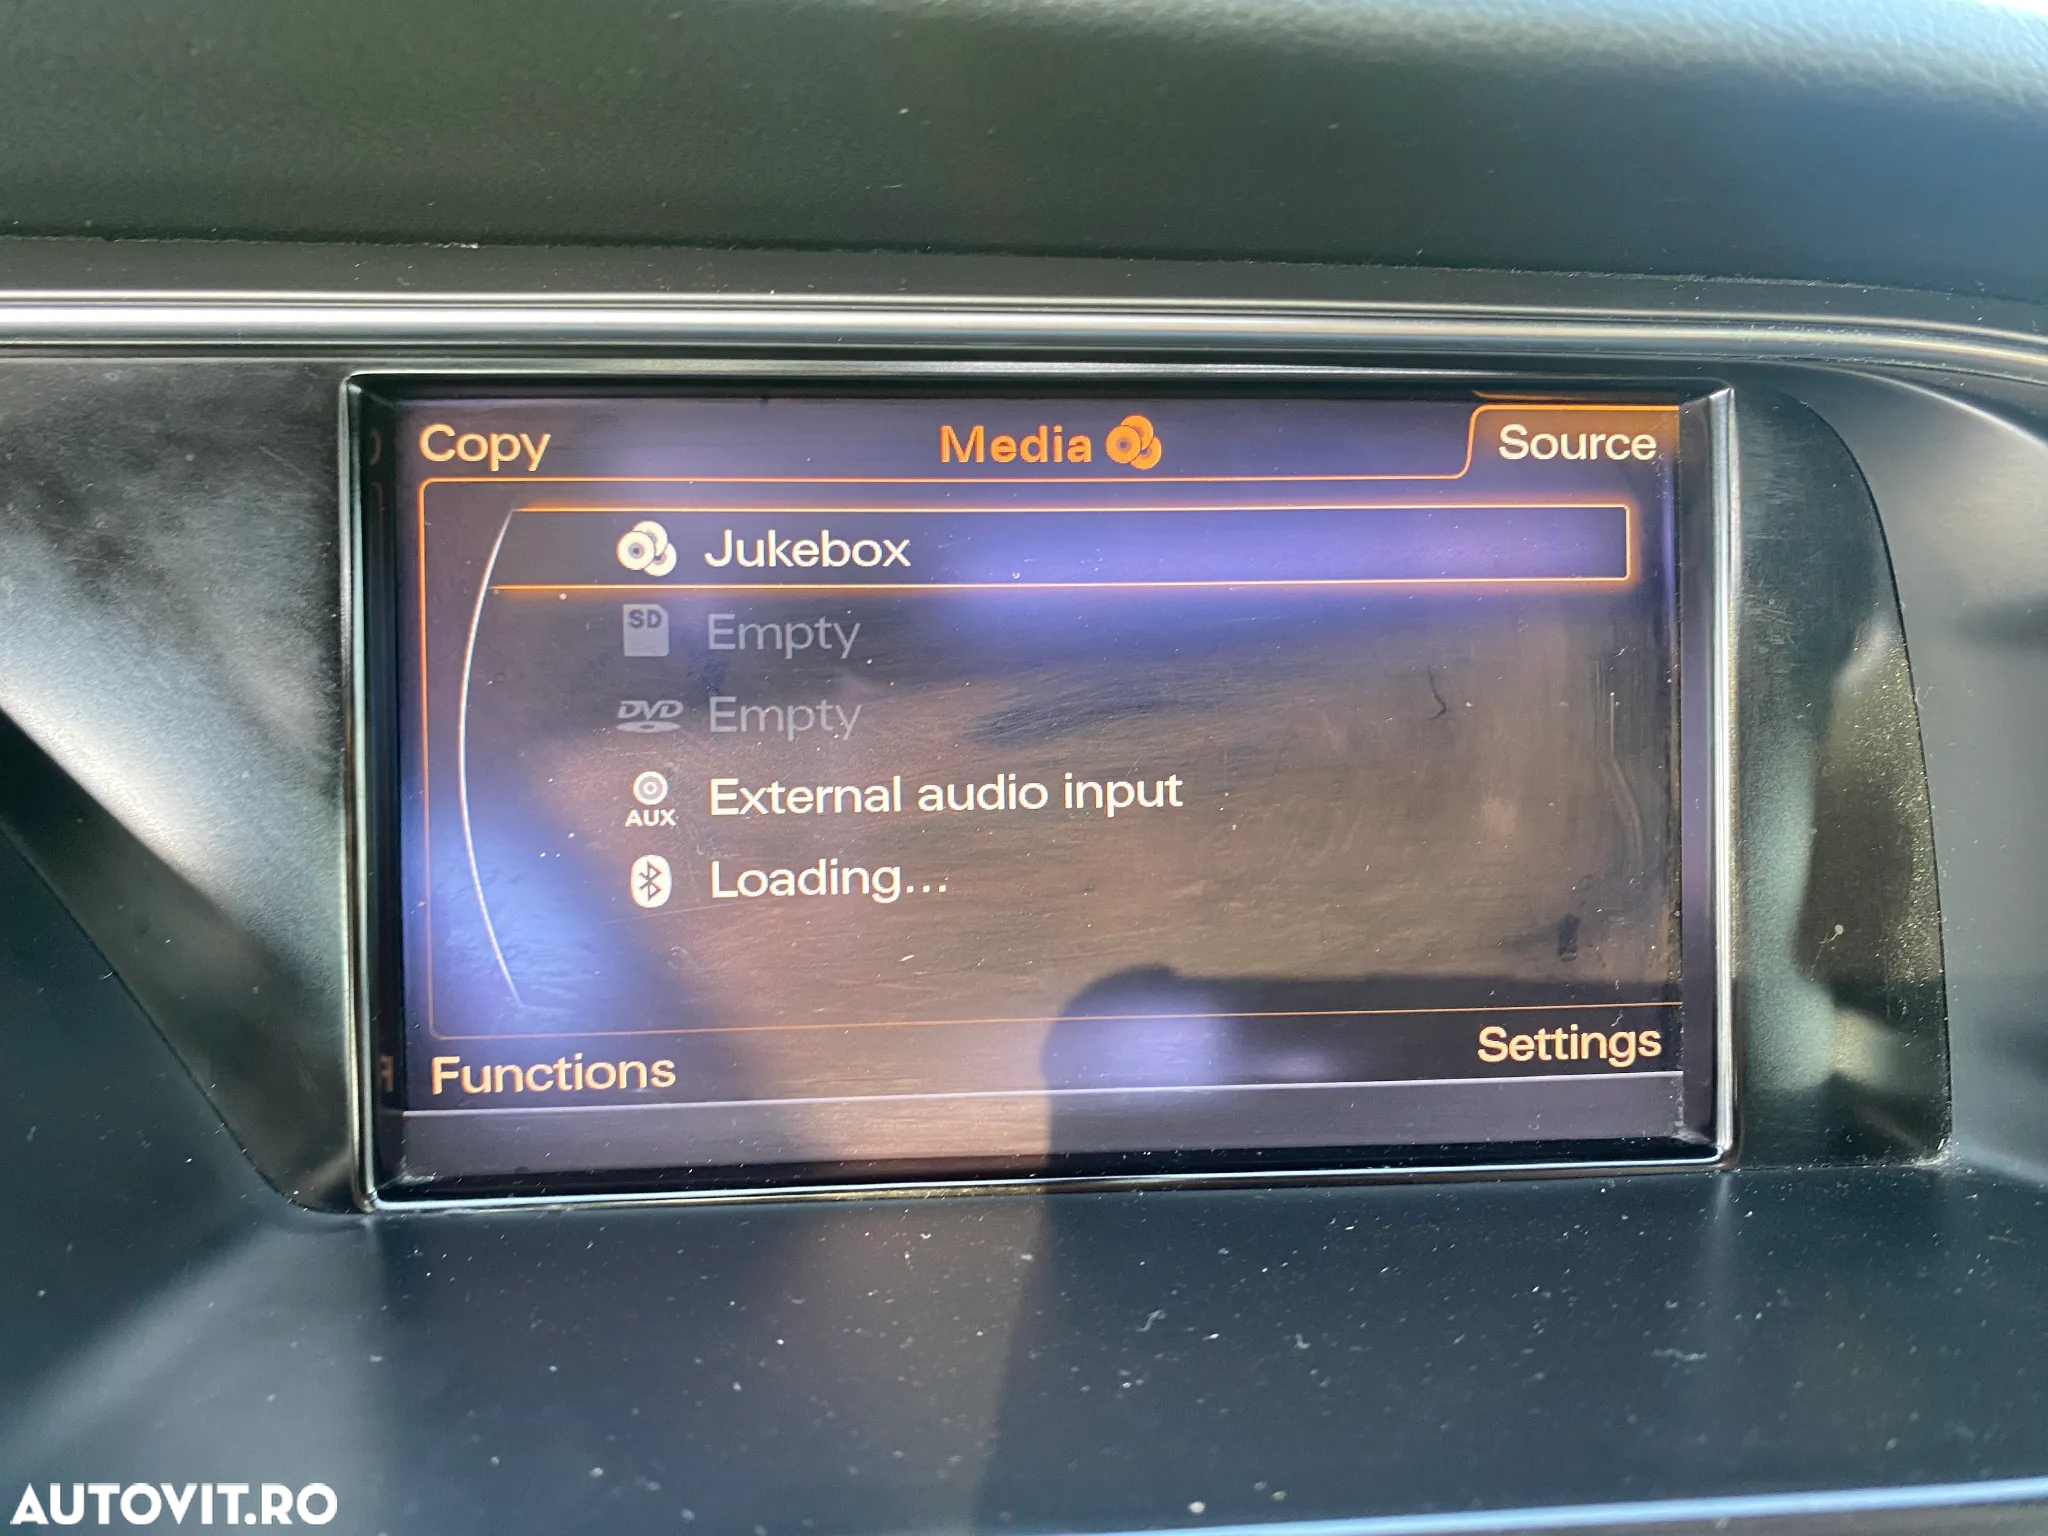 Copy
Media
Source
Jukebox
SD Empty
DVD Empty
AUX External audio input
Loading...
Functions
Settings
AUTOVIT.RO